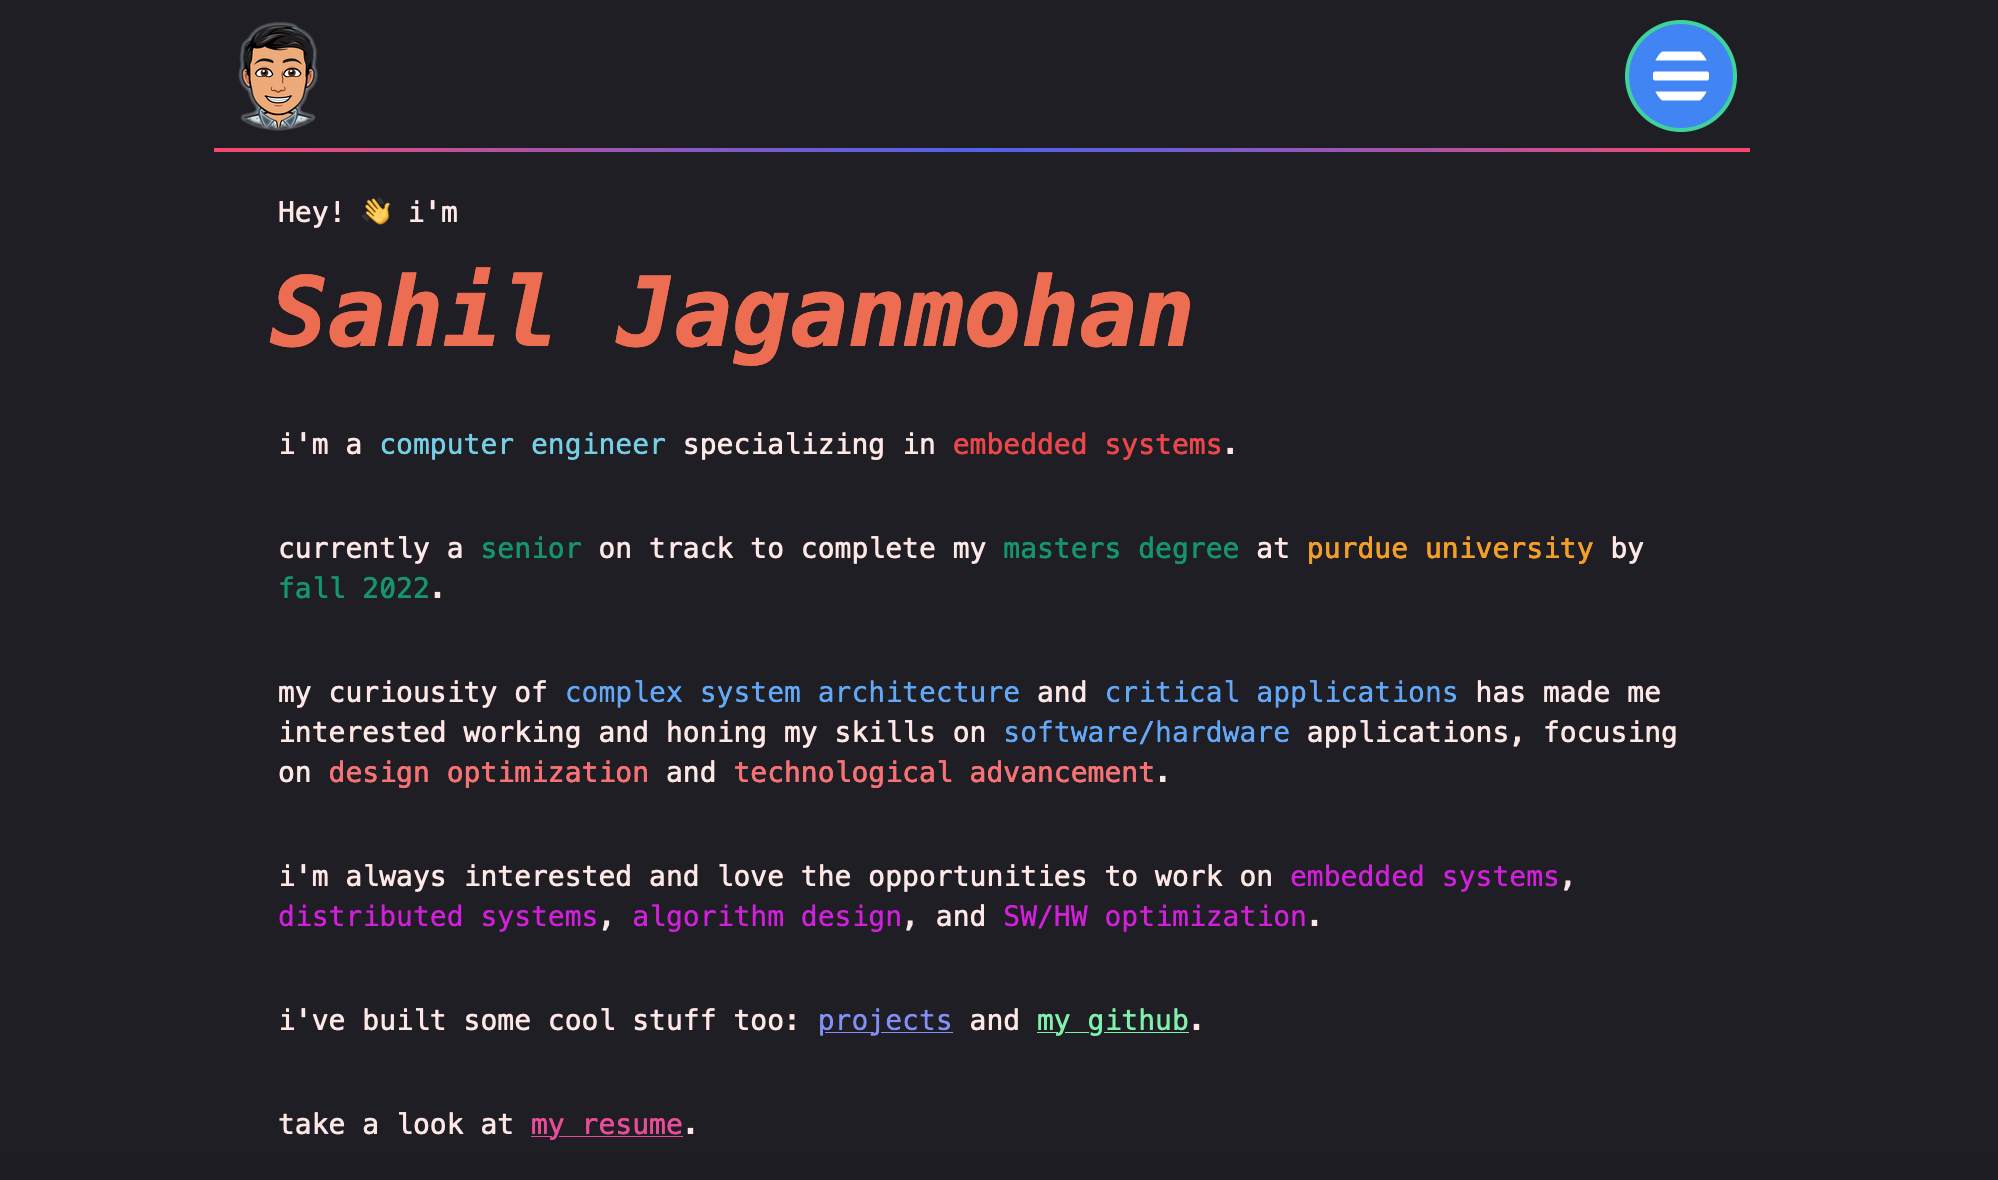 Hey! 👋 i'm
Sahil Jaganmohan
i'm a computer engineer specializing in embedded systems.
currently a senior on track to complete my masters degree at purdue university by
fall 2022.
my curiousity of complex system architecture and critical applications has made me
interested working and honing my skills on software/hardware applications, focusing
on design optimization and technological advancement.
i'm always interested and love the opportunities to work on embedded systems,
distributed systems, algorithm design, and SW/HW optimization.
i've built some cool stuff too: projects and my github.
take a look at my resume.